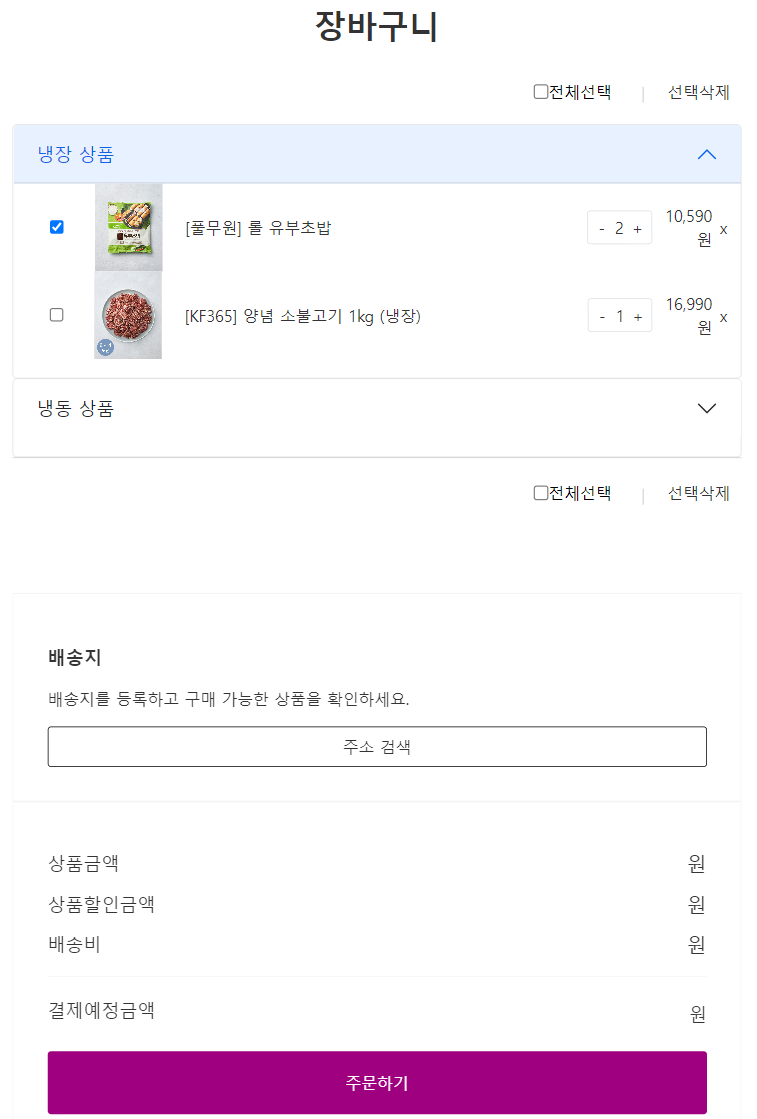 장바구니
전체선택 | 선택삭제
냉장 상품
[풀무원] 롤 유부초밥 - 2 + 10,590 원 x
[KF365] 양념 소불고기 1kg (냉장) - 1 + 16,990 원 x
냉동 상품
전체선택 | 선택삭제
배송지
배송지를 등록하고 구매 가능한 상품을 확인하세요.
주소 검색
상품금액 원
상품할인금액 원
배송비 원
결제예정금액 원
주문하기